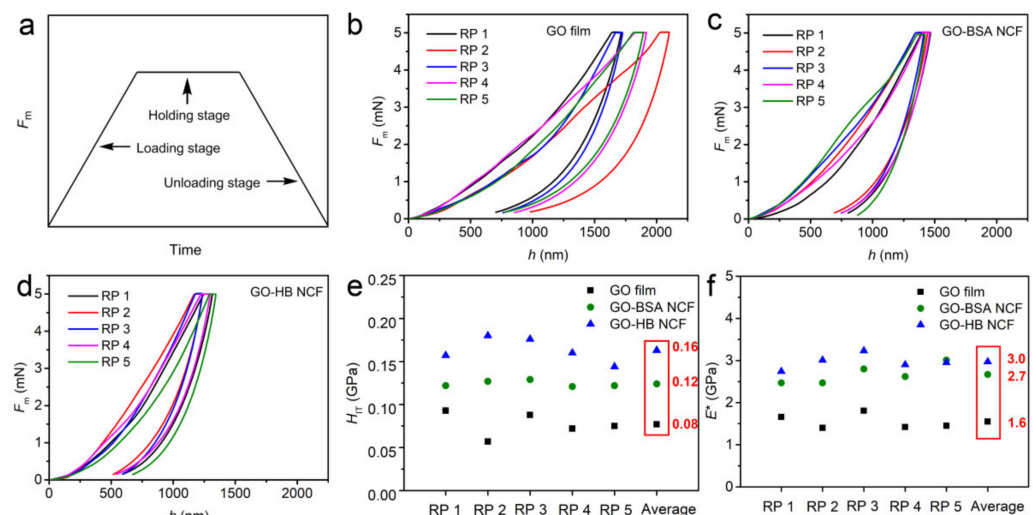 a
Fm
Holding stage
Loading stage
Unloading stage
Time
b
GO film
RP 1
RP 2
RP 3
RP 4
RP 5
Fm (mN)
5
4
3
2
1
0
0 500 1000 1250 1500 2000
h (nm)
c
GO-BSA NCF
RP 1
RP 2
RP 3
RP 4
RP 5
Fm (mN)
5
4
3
2
1
0
0 500 1000 1500 2000
h (nm)
d
GO-HB NCF
RP 1
RP 2
RP 3
RP 4
RP 5
Fm (mN)
5
4
3
2
1
0
0 500 1000 1250 1500 2000
h (nm)
e
GO film
GO-BSA NCF
GO-HB NCF
HIT (GPa)
0.25
0.20
0.15
0.10
0.05
0.00
0.16
0.12
0.08
RP 1 RP 2 RP 3 RP 4 RP 5 Average
f
GO film
GO-BSA NCF
GO-HB NCF
E* (GPa)
5
4
3
2
1
0
3.0
2.7
1.6
RP 1 RP 2 RP 3 RP 4 RP 5 Average